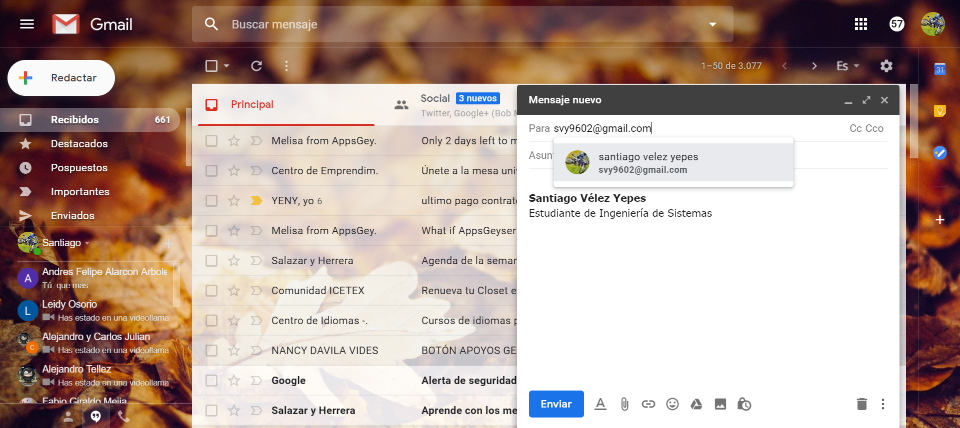 Gmail
Buscar mensaje
57
Redactar
1–50 de 3.077
Es
31
Recibidos 661
Destacados
Pospuestos
Importantes
Enviados
Santiago
A
Andres Felipe Alarcon Arbole
Tú: que mas
L
Leidy Osorio
Has estado en una videollama
Alejandro y Carlos Julian
C
Has estado en una videollama
Alejandro Tellez
Has estado en una videollama
Fabio Giraldo Mejia
Principal
Social 3 nuevos
Twitter, Google+ (Bob M
Melisa from AppsGey. Only 2 days left to m
Centro de Emprendim. Únete a la mesa univ
YENY, yo 6 ultimo pago contrato
Melisa from AppsGey. What if AppsGeyser
Salazar y Herrera Agenda de la seman
Comunidad ICETEX Renueva tu Closet e
Centro de Idiomas -. Cursos de idiomas p
NANCY DAVILA VIDES BOTÓN APOYOS GE
Google Alerta de seguridad
Salazar y Herrera Aprende con los me
Mensaje nuevo
Para svy9602@gmail.com Cc Cco
Asun
santiago velez yepes
svy9602@gmail.com
Santiago Vélez Yepes
Estudiante de Ingeniería de Sistemas
Enviar